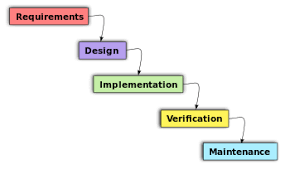 Requirements
Design
Implementation
Verification
Maintenance